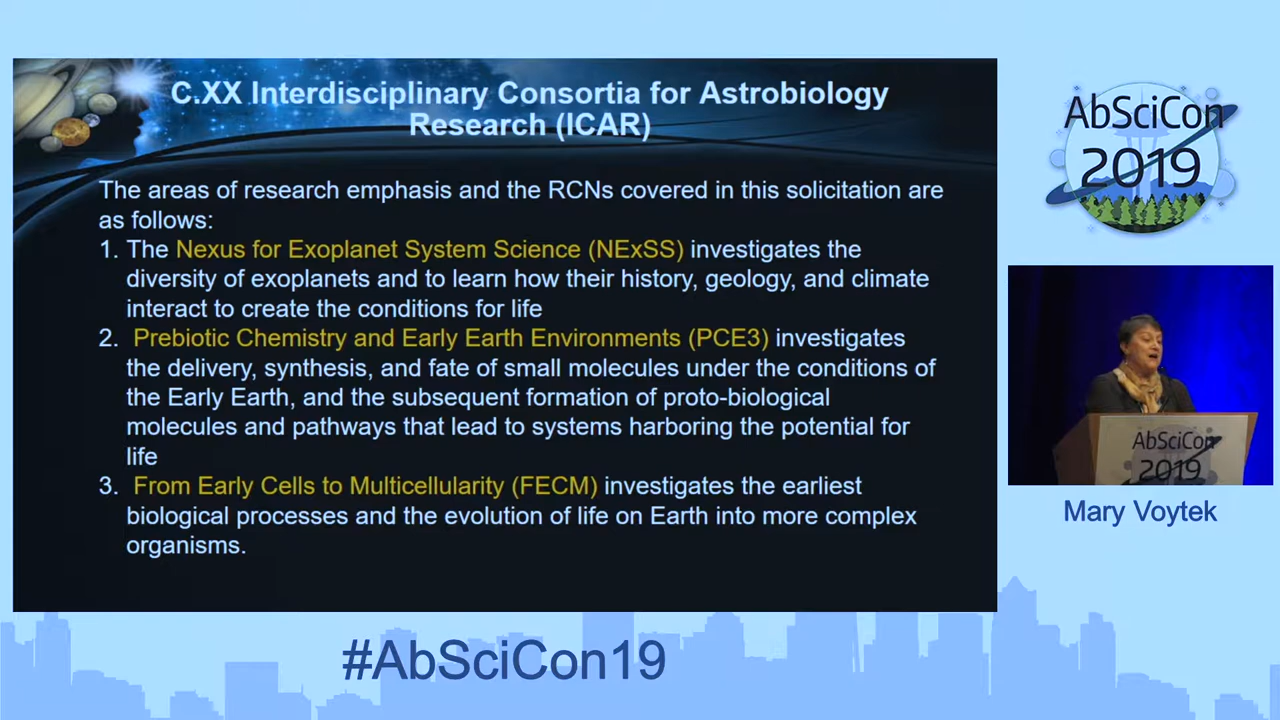 C.XX Interdisciplinary Consortia for Astrobiology
Research (ICAR)
The areas of research emphasis and the RCNs covered in this solicitation are
as follows:
1. The Nexus for Exoplanet System Science (NExSS) investigates the
diversity of exoplanets and to learn how their history, geology, and climate
interact to create the conditions for life
2. Prebiotic Chemistry and Early Earth Environments (PCE3) investigates
the delivery, synthesis, and fate of small molecules under the conditions of
the Early Earth, and the subsequent formation of proto-biological
molecules and pathways that lead to systems harboring the potential for
life
3. From Early Cells to Multicellularity (FECM) investigates the earliest
biological processes and the evolution of life on Earth into more complex
organisms.
AbSciCon
2019
AbSciCon
2019
Mary Voytek
#AbSciCon19